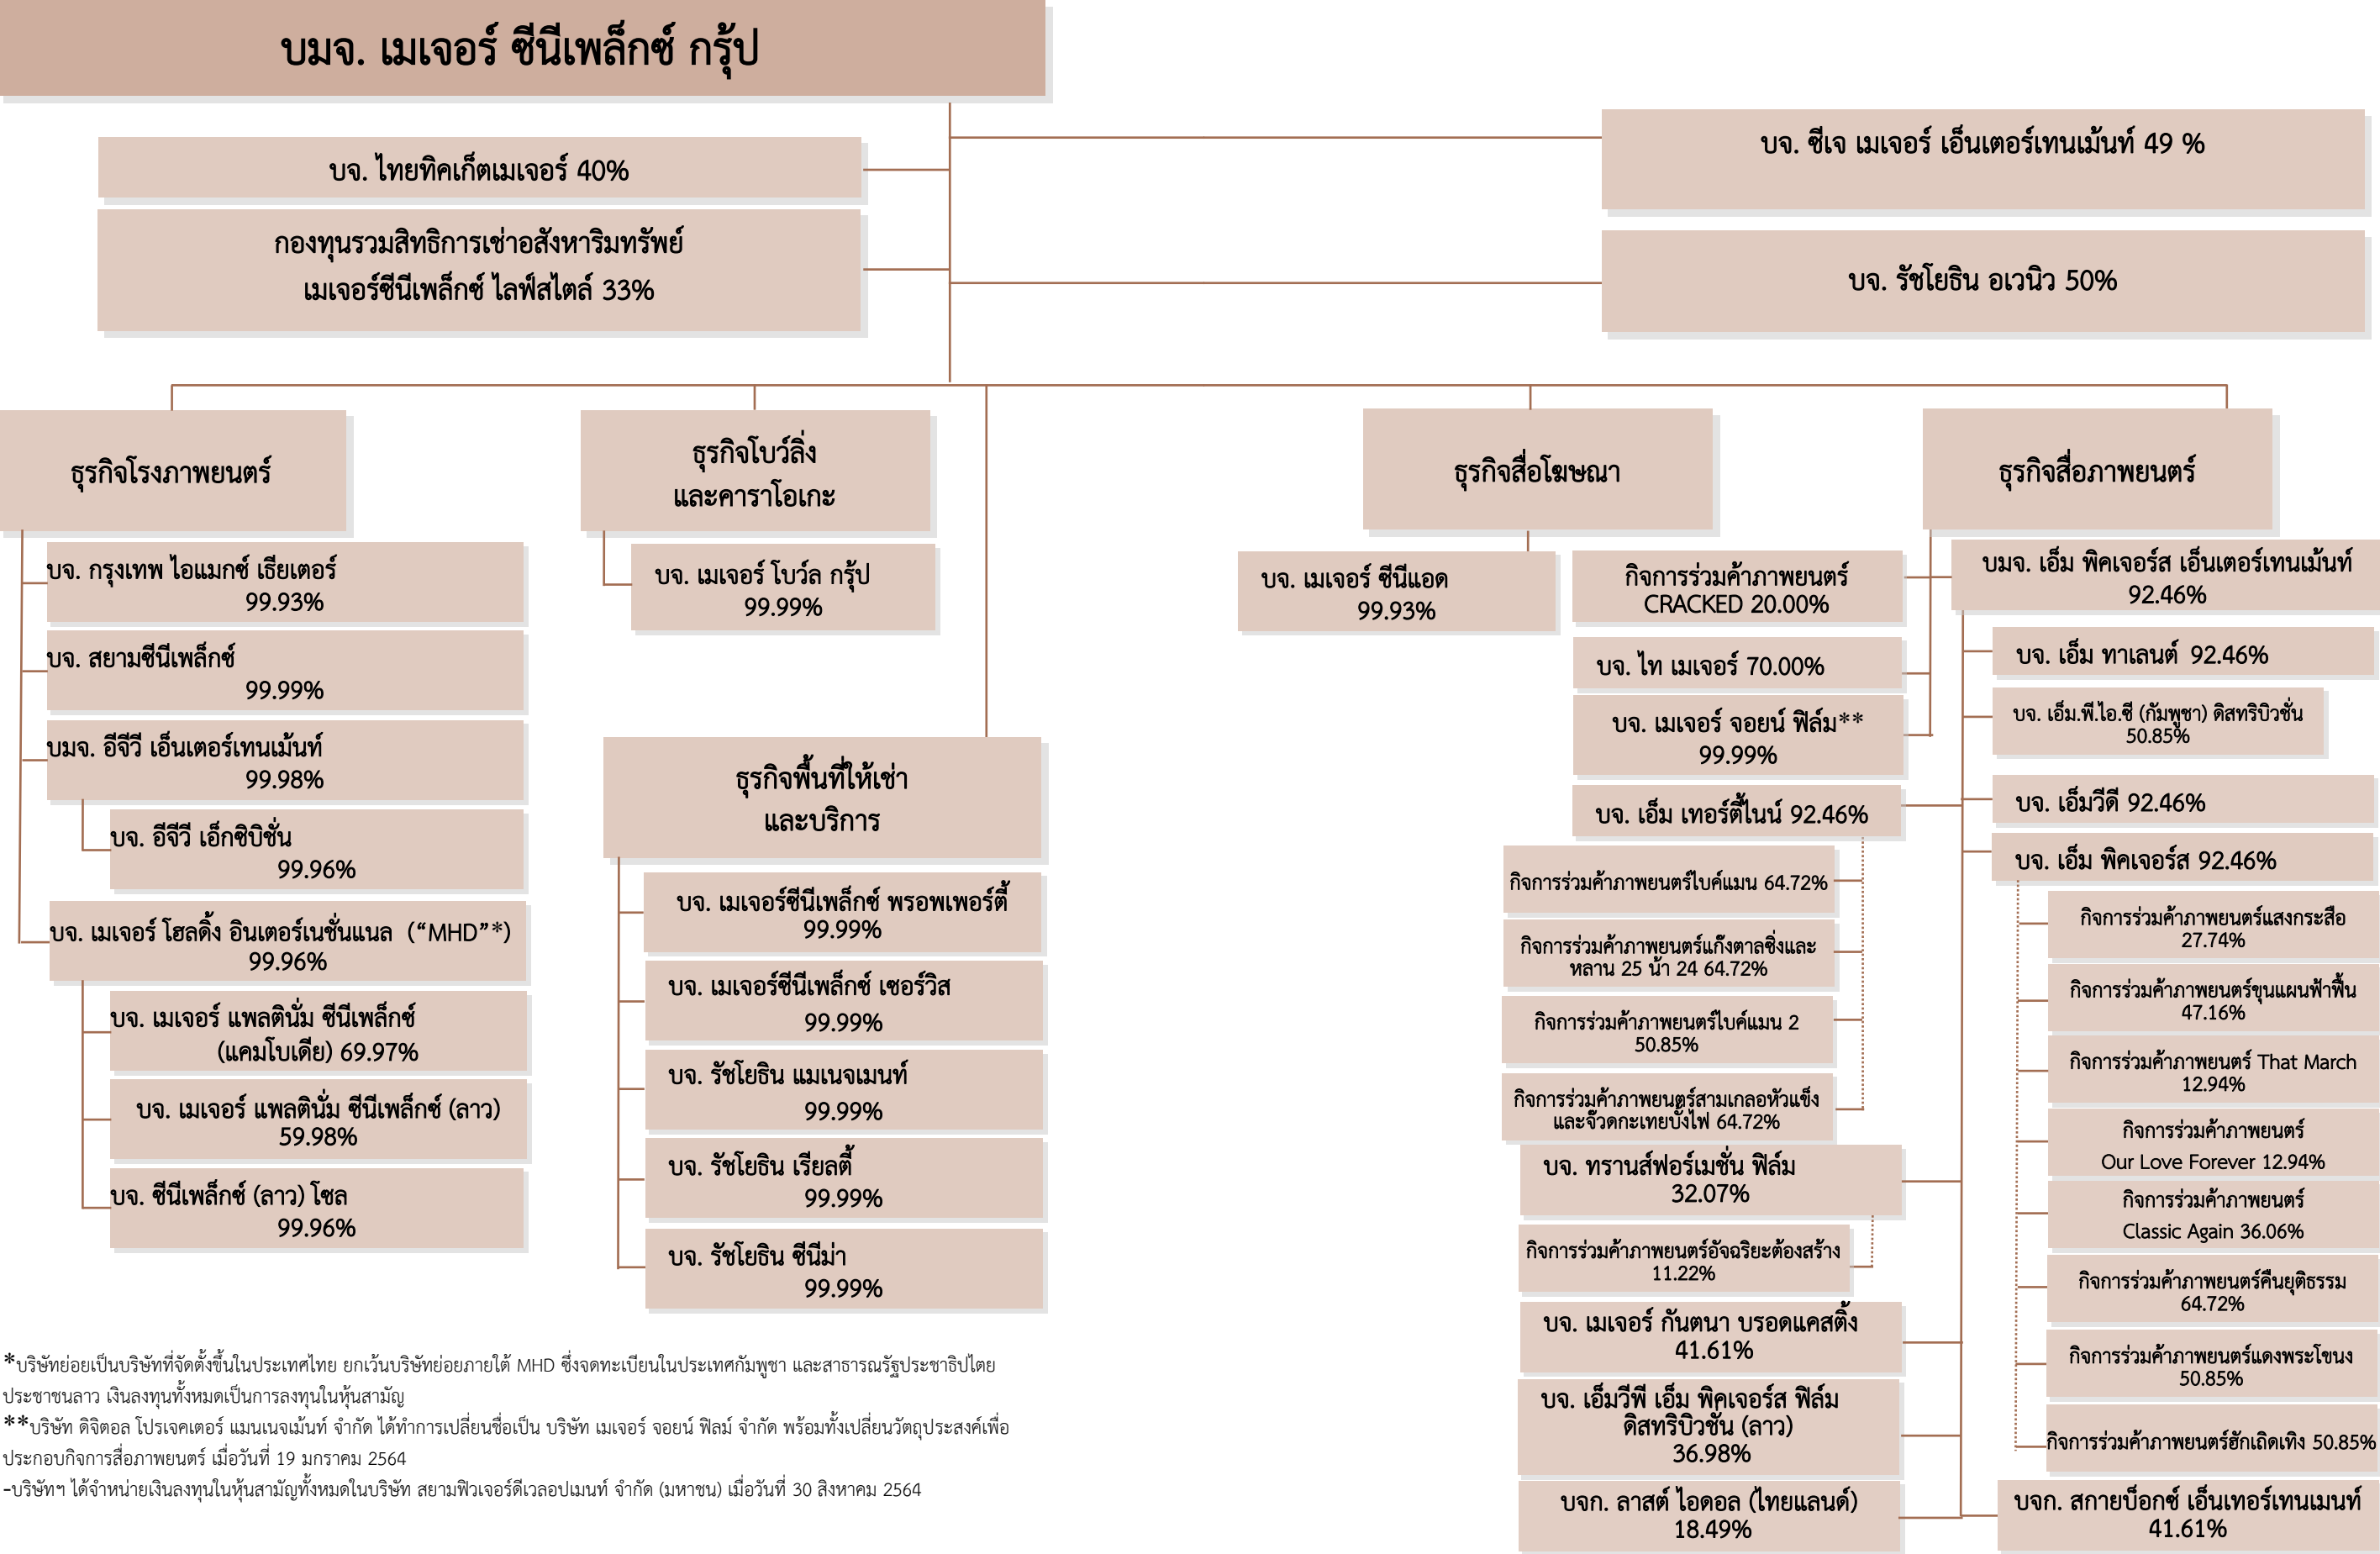 บมจ. เมเจอร์ ซีนีเพล็กซ์ กรุ้ป
บจ. ไทยทิคเก็ตเมเจอร์ 40%
กองทุนรวมสิทธิการเช่าอสังหาริมทรัพย์
เมเจอร์ซีนีเพล็กซ์ ไลฟ์สไตล์ 33%
บจ. ซีเจ เมเจอร์ เอ็นเตอร์เทนเม้นท์ 49 %
บจ. รัชโยธิน อเวนิว 50%
ธุรกิจโรงภาพยนตร์
บจ. กรุงเทพ ไอแมกซ์ เธียเตอร์
99.93%
บจ. สยามซีนีเพล็กซ์
99.99%
บมจ. อีจีวี เอ็นเตอร์เทนเม้นท์
99.98%
บจ. อีจีวี เอ็กซิบิชั่น
99.96%
บจ. เมเจอร์ โฮลดิ้ง อินเตอร์เนชั่นแนล (“MHD”*)
99.96%
บจ. เมเจอร์ แพลตินั่ม ซีนีเพล็กซ์
(แคมโบเดีย) 69.97%
บจ. เมเจอร์ แพลตินั่ม ซีนีเพล็กซ์ (ลาว)
59.98%
บจ. ซีนีเพล็กซ์ (ลาว) โซล
99.96%
ธุรกิจโบว์ลิ่ง
และคาราโอเกะ
บจ. เมเจอร์ โบว์ล กรุ้ป
99.99%
ธุรกิจพื้นที่ให้เช่า
และบริการ
บจ. เมเจอร์ซีนีเพล็กซ์ พรอพเพอร์ตี้
99.99%
บจ. เมเจอร์ซีนีเพล็กซ์ เซอร์วิส
99.99%
บจ. รัชโยธิน แมเนจเมนท์
99.99%
บจ. รัชโยธิน เรียลตี้
99.99%
บจ. รัชโยธิน ซีนีม่า
99.99%
ธุรกิจสื่อโฆษณา
บจ. เมเจอร์ ซีนีแอด
99.93%
ธุรกิจสื่อภาพยนตร์
กิจการร่วมค้าภาพยนตร์
CRACKED 20.00%
บจ. ไท เมเจอร์ 70.00%
บจ. เมเจอร์ จอยน์ ฟิล์ม**
99.99%
บจ. เอ็ม เทอร์ตี้ไนน์ 92.46%
กิจการร่วมค้าภาพยนตร์ไบค์แมน 64.72%
กิจการร่วมค้าภาพยนตร์แก๊งตาลซิ่งและ
หลาน 25 น้า 24 64.72%
กิจการร่วมค้าภาพยนตร์ไบค์แมน 2
50.85%
กิจการร่วมค้าภาพยนตร์สามเกลอหัวแข็ง
และจ๊วดกะเทยบั้งไฟ 64.72%
บจ. ทรานส์ฟอร์เมชั่น ฟิล์ม
32.07%
กิจการร่วมค้าภาพยนตร์อัจฉริยะต้องสร้าง
11.22%
บจ. เมเจอร์ กันตนา บรอดแคสติ้ง
41.61%
บจ. เอ็มวีพี เอ็ม พิคเจอร์ส ฟิล์ม
ดิสทริบิวชั่น (ลาว)
36.98%
บจก. ลาสต์ ไอดอล (ไทยแลนด์)
18.49%
บมจ. เอ็ม พิคเจอร์ส เอ็นเตอร์เทนเม้นท์
92.46%
บจ. เอ็ม ทาเลนต์ 92.46%
บจ. เอ็ม.พี.ไอ.ซี (กัมพูชา) ดิสทริบิวชั่น
50.85%
บจ. เอ็มวีดี 92.46%
บจ. เอ็ม พิคเจอร์ส 92.46%
กิจการร่วมค้าภาพยนตร์แสงกระสือ
27.74%
กิจการร่วมค้าภาพยนตร์ขุนแผนฟ้าฟื้น
47.16%
กิจการร่วมค้าภาพยนตร์ That March
12.94%
กิจการร่วมค้าภาพยนตร์
Our Love Forever 12.94%
กิจการร่วมค้าภาพยนตร์
Classic Again 36.06%
กิจการร่วมค้าภาพยนตร์คืนยุติธรรม
64.72%
กิจการร่วมค้าภาพยนตร์แดงพระโขนง
50.85%
กิจการร่วมค้าภาพยนตร์ฮักเถิดเทิง 50.85%
บจก. สกายบ็อกซ์ เอ็นเทอร์เทนเมนท์
41.61%
*บริษัทย่อยเป็นบริษัทที่จัดตั้งขึ้นในประเทศไทย ยกเว้นบริษัทย่อยภายใต้ MHD ซึ่งจดทะเบียนในประเทศกัมพูชา และสาธารณรัฐประชาธิปไตย
ประชาชนลาว เงินลงทุนทั้งหมดเป็นการลงทุนในหุ้นสามัญ
**บริษัท ดิจิตอล โปรเจคเตอร์ แมนเนจเม้นท์ จำกัด ได้ทำการเปลี่ยนชื่อเป็น บริษัท เมเจอร์ จอยน์ ฟิลม์ จำกัด พร้อมทั้งเปลี่ยนวัตถุประสงค์เพื่อ
ประกอบกิจการสื่อภาพยนตร์ เมื่อวันที่ 19 มกราคม 2564
-บริษัทฯ ได้จำหน่ายเงินลงทุนในหุ้นสามัญทั้งหมดในบริษัท สยามฟิวเจอร์ดีเวลอปเมนท์ จำกัด (มหาชน) เมื่อวันที่ 30 สิงหาคม 2564